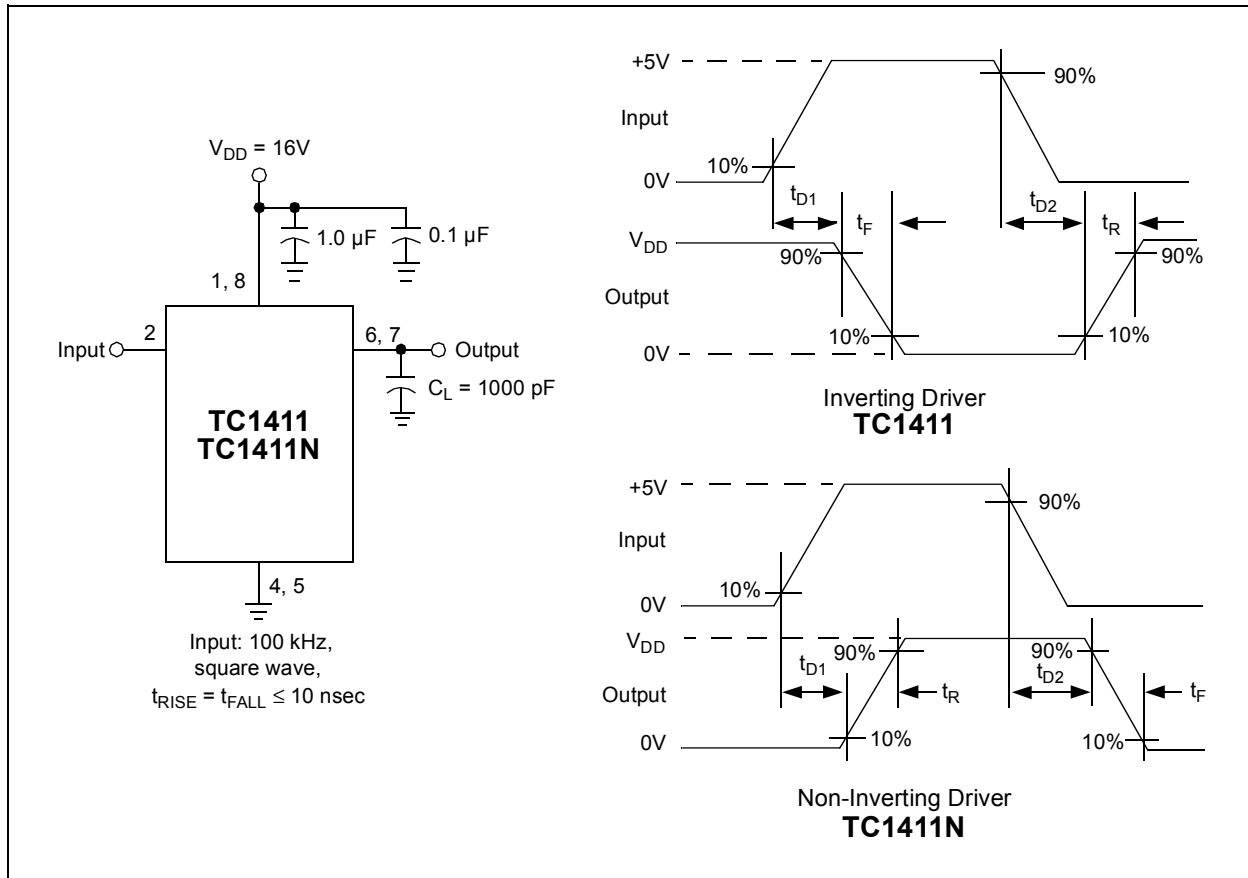 V_DD = 16V
1.0 µF
0.1 µF
1, 8
2
Input
6, 7
Output
C_L = 1000 pF
TC1411
TC1411N
4, 5
Input: 100 kHz,
square wave,
t_RISE = t_FALL ≤ 10 nsec
+5V
90%
Input
10%
0V
t_D1
t_F
t_D2
t_R
V_DD
90%
90%
Output
10%
10%
0V
Inverting Driver
TC1411
+5V
90%
Input
10%
0V
V_DD
t_D1
90%
t_R
90%
t_D2
t_F
Output
10%
10%
0V
Non-Inverting Driver
TC1411N